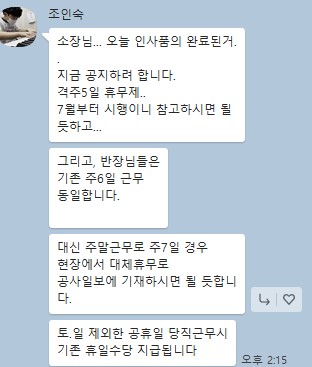 조인숙
소장님... 오늘 인사품의 완료된거.
.
지금 공지하려 합니다.
격주5일 휴무제..
7월부터 시행이니 참고하시면 될
듯하고...
그리고, 반장님들은
기존 주6일 근무
동일합니다.
대신 주말근무로 주7일 경우
현장에서 대체휴무로
공사일보에 기재하시면 될 듯합니
다.
토.일 제외한 공휴일 당직근무시
기존 휴일수당 지급됩니다
오후 2:15